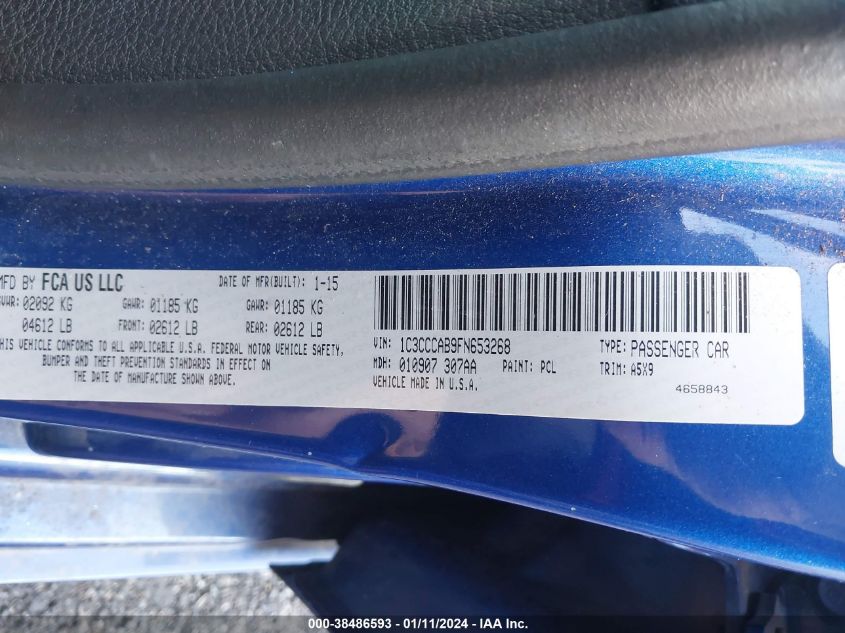 MFD BY FCA US LLC DATE OF MFR(BUILT): 1-15
GVWR: 02092 KG GAWR: 01185 KG GAWR: 01185 KG
04612 LB FRONT: 02612 LB REAR: 02612 LB
THIS VEHICLE CONFORMS TO ALL APPLICABLE U.S.A. FEDERAL MOTOR VEHICLE SAFETY,
BUMPER AND THEFT PREVENTION STANDARDS IN EFFECT ON
THE DATE OF MANUFACTURE SHOWN ABOVE
VIN: 1C3CCCAB9FN653268 TYPE: PASSENGER CAR
MDH: 010907 307AA PAINT: PCL TRIM: A5X9
VEHICLE MADE IN U.S.A. 4658843
000-38486593 - 01/11/2024 - IAA Inc.